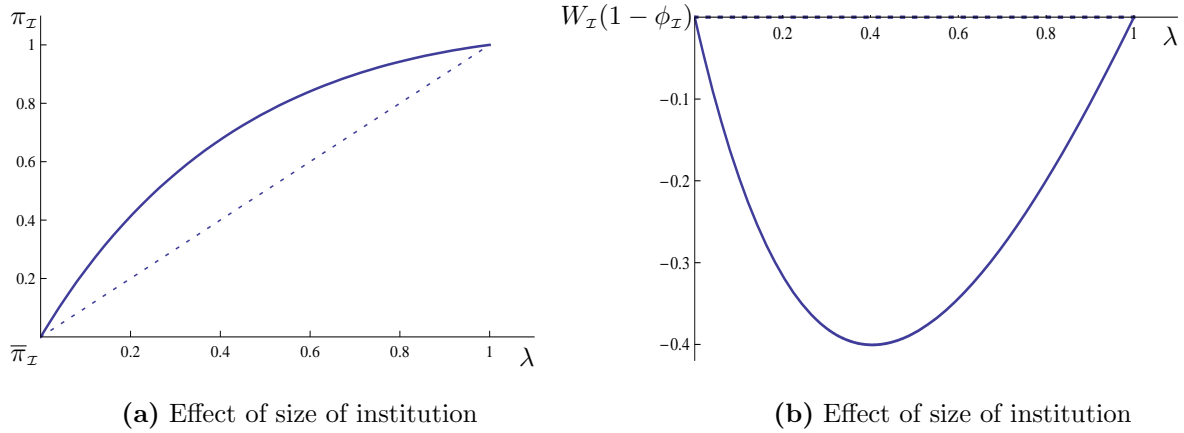 π_𝓘
1
0.8
0.6
0.4
0.2
π̅_𝓘
0.2
0.4
0.6
0.8
1
λ
(a) Effect of size of institution
W_𝓘(1 − ϕ_𝓘)
0.2
0.4
0.6
0.8
1
λ
−0.1
−0.2
−0.3
−0.4
(b) Effect of size of institution